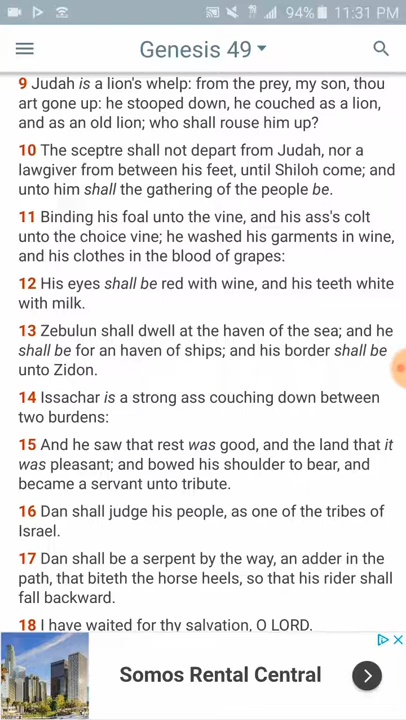 94% 11:31 PM
Genesis 49
9 Judah is a lion's whelp: from the prey, my son, thou
art gone up: he stooped down, he couched as a lion,
and as an old lion; who shall rouse him up?
10 The sceptre shall not depart from Judah, nor a
lawgiver from between his feet, until Shiloh come; and
unto him shall the gathering of the people be.
11 Binding his foal unto the vine, and his ass's colt
unto the choice vine; he washed his garments in wine,
and his clothes in the blood of grapes:
12 His eyes shall be red with wine, and his teeth white
with milk.
13 Zebulun shall dwell at the haven of the sea; and he
shall be for an haven of ships; and his border shall be
unto Zidon.
14 Issachar is a strong ass couching down between
two burdens:
15 And he saw that rest was good, and the land that it
was pleasant; and bowed his shoulder to bear, and
became a servant unto tribute.
16 Dan shall judge his people, as one of the tribes of
Israel.
17 Dan shall be a serpent by the way, an adder in the
path, that biteth the horse heels, so that his rider shall
fall backward.
18 I have waited for thy salvation, O LORD.
Somos Rental Central